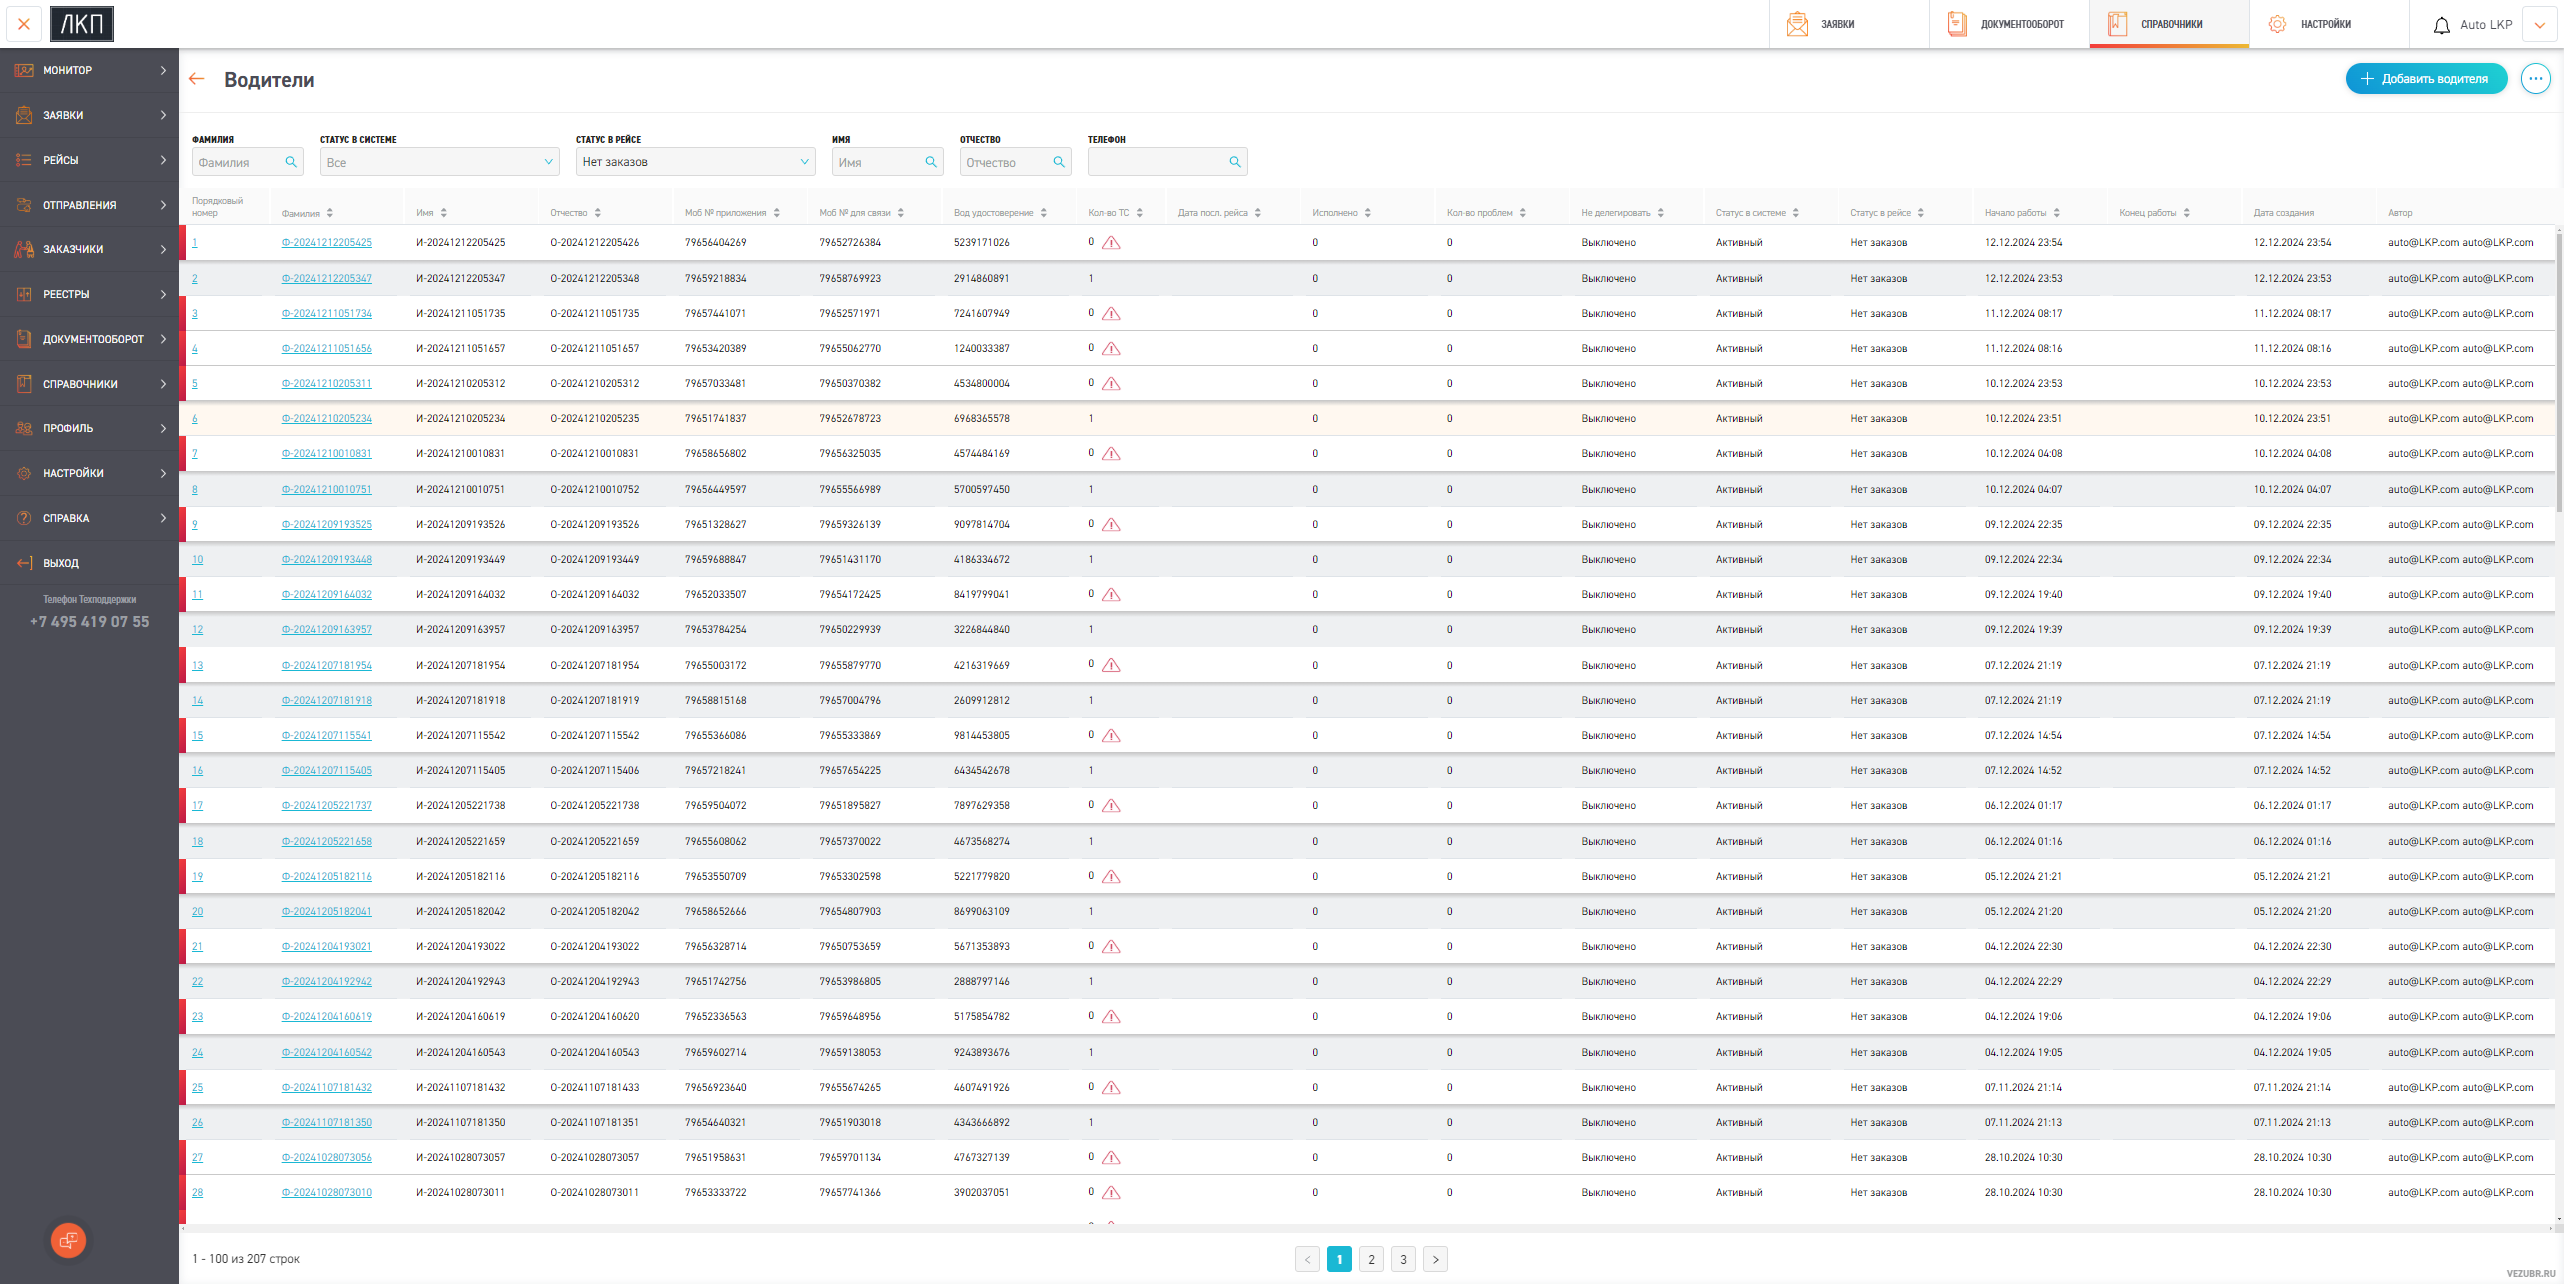 ЛКП
ЗАЯВКИ
ДОКУМЕНТООБОРОТ
СПРАВОЧНИКИ
НАСТРОЙКИ
Auto LKP
МОНИТОР
ЗАЯВКИ
РЕЙСЫ
ОТПРАВЛЕНИЯ
ЗАКАЗЧИКИ
РЕЕСТРЫ
ДОКУМЕНТООБОРОТ
СПРАВОЧНИКИ
ПРОФИЛЬ
НАСТРОЙКИ
СПРАВКА
ВЫХОД
Телефон Техподдержки
+7 495 419 07 55
Водители
Добавить водителя
ФАМИЛИЯ СТАТУС В СИСТЕМЕ СТАТУС В РЕЙСЕ ИМЯ ОТЧЕСТВО ТЕЛЕФОН
Фамилия Все Нет заказов Имя Отчество
Порядковый номер Фамилия Имя Отчество Моб № приложения Моб № для связи Вод удостоверение Кол-во ТС Дата посл. рейса Исполнено Кол-во проблем Не делегировать Статус в системе Статус в рейсе Начало работы Конец работы Дата создания Автор
1 Ф-20241212205425 И-20241212205425 О-20241212205426 79656404269 79652726384 5239171026 0 0 0 Выключено Активный Нет заказов 12.12.2024 23:54 12.12.2024 23:54 auto@LKP.com auto@LKP.com
2 Ф-20241212205347 И-20241212205347 О-20241212205348 79659218834 79658769923 2914860891 1 0 0 Выключено Активный Нет заказов 12.12.2024 23:53 12.12.2024 23:53 auto@LKP.com auto@LKP.com
3 Ф-20241211051734 И-20241211051735 О-20241211051735 79657441071 79652571971 7241607949 0 0 0 Выключено Активный Нет заказов 11.12.2024 08:17 11.12.2024 08:17 auto@LKP.com auto@LKP.com
4 Ф-20241211051656 И-20241211051657 О-20241211051657 79653420389 79655062770 1240033387 0 0 0 Выключено Активный Нет заказов 11.12.2024 08:16 11.12.2024 08:16 auto@LKP.com auto@LKP.com
5 Ф-20241210205311 И-20241210205312 О-20241210205312 79657033481 79650370382 4534800004 0 0 0 Выключено Активный Нет заказов 10.12.2024 23:53 10.12.2024 23:53 auto@LKP.com auto@LKP.com
6 Ф-20241210205234 И-20241210205234 О-20241210205235 79651741837 79652678723 6968365578 1 0 0 Выключено Активный Нет заказов 10.12.2024 23:51 10.12.2024 23:51 auto@LKP.com auto@LKP.com
7 Ф-20241210010831 И-20241210010831 О-20241210010831 79658656802 79656325035 4574484169 0 0 0 Выключено Активный Нет заказов 10.12.2024 04:08 10.12.2024 04:08 auto@LKP.com auto@LKP.com
8 Ф-20241210010751 И-20241210010751 О-20241210010752 79656449597 79655566989 5700597450 1 0 0 Выключено Активный Нет заказов 10.12.2024 04:07 10.12.2024 04:07 auto@LKP.com auto@LKP.com
9 Ф-20241209193525 И-20241209193526 О-20241209193526 79651328627 79659326139 9097814704 0 0 0 Выключено Активный Нет заказов 09.12.2024 22:35 09.12.2024 22:35 auto@LKP.com auto@LKP.com
10 Ф-20241209193448 И-20241209193449 О-20241209193449 79659688847 79651431170 4186334672 1 0 0 Выключено Активный Нет заказов 09.12.2024 22:34 09.12.2024 22:34 auto@LKP.com auto@LKP.com
11 Ф-20241209164032 И-20241209164032 О-20241209164032 79652033507 79654172425 8419799041 0 0 0 Выключено Активный Нет заказов 09.12.2024 19:40 09.12.2024 19:40 auto@LKP.com auto@LKP.com
12 Ф-20241209163957 И-20241209163957 О-20241209163957 79653784254 79650229939 3226844840 1 0 0 Выключено Активный Нет заказов 09.12.2024 19:39 09.12.2024 19:39 auto@LKP.com auto@LKP.com
13 Ф-20241207181954 И-20241207181954 О-20241207181954 79655003172 79655879770 4216319669 0 0 0 Выключено Активный Нет заказов 07.12.2024 21:19 07.12.2024 21:19 auto@LKP.com auto@LKP.com
14 Ф-20241207181918 И-20241207181918 О-20241207181919 79658815168 79657004796 2609912812 1 0 0 Выключено Активный Нет заказов 07.12.2024 21:19 07.12.2024 21:19 auto@LKP.com auto@LKP.com
15 Ф-20241207115541 И-20241207115542 О-20241207115542 79655366086 79655333869 9814453805 0 0 0 Выключено Активный Нет заказов 07.12.2024 14:54 07.12.2024 14:54 auto@LKP.com auto@LKP.com
16 Ф-20241207115405 И-20241207115405 О-20241207115406 79657218241 79657654225 6434542678 1 0 0 Выключено Активный Нет заказов 07.12.2024 14:52 07.12.2024 14:52 auto@LKP.com auto@LKP.com
17 Ф-20241205221737 И-20241205221738 О-20241205221738 79659504072 79651895827 7897629358 0 0 0 Выключено Активный Нет заказов 06.12.2024 01:17 06.12.2024 01:17 auto@LKP.com auto@LKP.com
18 Ф-20241205221658 И-20241205221659 О-20241205221659 79655608062 79657370022 4673568274 1 0 0 Выключено Активный Нет заказов 06.12.2024 01:16 06.12.2024 01:16 auto@LKP.com auto@LKP.com
19 Ф-20241205182116 И-20241205182116 О-20241205182116 79653550709 79653302598 5221779820 0 0 0 Выключено Активный Нет заказов 05.12.2024 21:21 05.12.2024 21:21 auto@LKP.com auto@LKP.com
20 Ф-20241205182041 И-20241205182042 О-20241205182042 79658652666 79654807903 8699063109 1 0 0 Выключено Активный Нет заказов 05.12.2024 21:20 05.12.2024 21:20 auto@LKP.com auto@LKP.com
21 Ф-20241204193021 И-20241204193022 О-20241204193022 79656328714 79650753659 5671353893 0 0 0 Выключено Активный Нет заказов 04.12.2024 22:30 04.12.2024 22:30 auto@LKP.com auto@LKP.com
22 Ф-20241204192942 И-20241204192943 О-20241204192943 79651742756 79653986805 2888797146 1 0 0 Выключено Активный Нет заказов 04.12.2024 22:29 04.12.2024 22:29 auto@LKP.com auto@LKP.com
23 Ф-20241204160619 И-20241204160619 О-20241204160620 79652336563 79659648956 5175854782 0 0 0 Выключено Активный Нет заказов 04.12.2024 19:06 04.12.2024 19:06 auto@LKP.com auto@LKP.com
24 Ф-20241204160542 И-20241204160543 О-20241204160543 79659602714 79659138053 9243893676 1 0 0 Выключено Активный Нет заказов 04.12.2024 19:05 04.12.2024 19:05 auto@LKP.com auto@LKP.com
25 Ф-20241107181432 И-20241107181432 О-20241107181433 79656923640 79655674265 4607491926 0 0 0 Выключено Активный Нет заказов 07.11.2024 21:14 07.11.2024 21:14 auto@LKP.com auto@LKP.com
26 Ф-20241107181350 И-20241107181350 О-20241107181351 79654640321 79651903018 4343666892 1 0 0 Выключено Активный Нет заказов 07.11.2024 21:13 07.11.2024 21:13 auto@LKP.com auto@LKP.com
27 Ф-20241028073056 И-20241028073057 О-20241028073057 79651958631 79659701134 4767327139 0 0 0 Выключено Активный Нет заказов 28.10.2024 10:30 28.10.2024 10:30 auto@LKP.com auto@LKP.com
28 Ф-20241028073010 И-20241028073011 О-20241028073011 79653333722 79657741366 3902037051 0 0 0 Выключено Активный Нет заказов 28.10.2024 10:30 28.10.2024 10:30 auto@LKP.com auto@LKP.com
1 - 100 из 207 строк
< 1 2 3 >
VEZUBR.RU